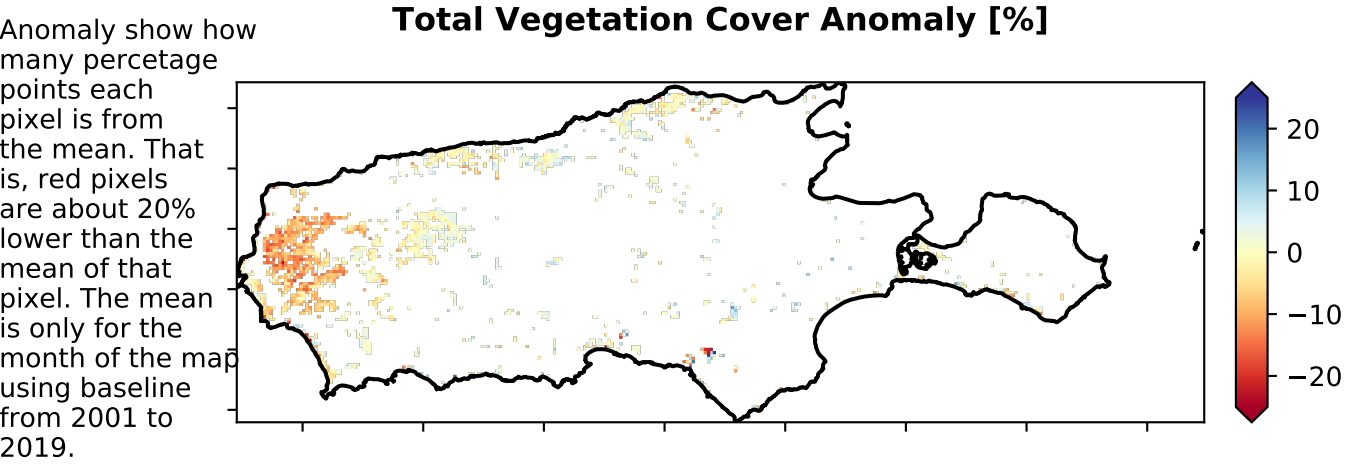 Total Vegetation Cover Anomaly [%]
Anomaly show how
many percetage
points each
pixel is from
the mean. That
is, red pixels
are about 20%
lower than the
mean of that
pixel. The mean
is only for the
month of the map
using baseline
from 2001 to
2019.
20
10
0
−10
−20